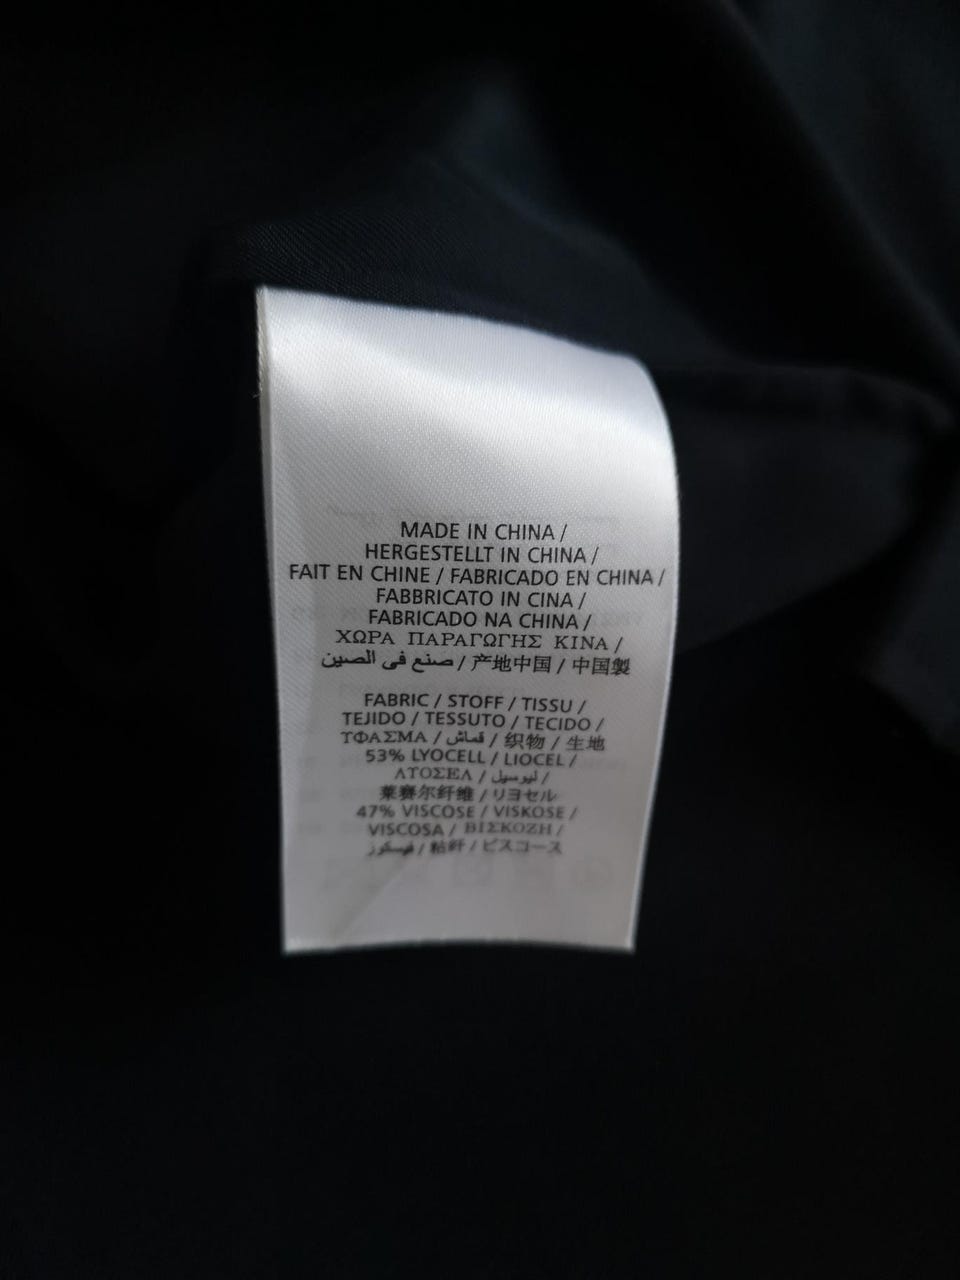 MADE IN CHINA /
HERGESTELLT IN CHINA /
FAIT EN CHINE / FABRICADO EN CHINA /
FABBRICATO IN CINA /
FABRICADO NA CHINA /
ΧΩΡΑ ΠΑΡΑΓΩΓΗΣ ΚΙΝΑ /
صنع في الصين / 产地中国 / 中国製
FABRIC / STOFF / TISSU /
TEJIDO / TESSUTO / TECIDO /
ΥΦΑΣΜΑ / قماش / 织物 / 生地
53% LYOCELL / LIOCEL /
ΛΥΟΣΕΛ / ليوسيل /
莱赛尔纤维 / リヨセル
47% VISCOSE / VISKOSE /
VISCOSA / ΒΙΣΚΟΖΗ /
فيسكوز / 粘纤 / ビスコース